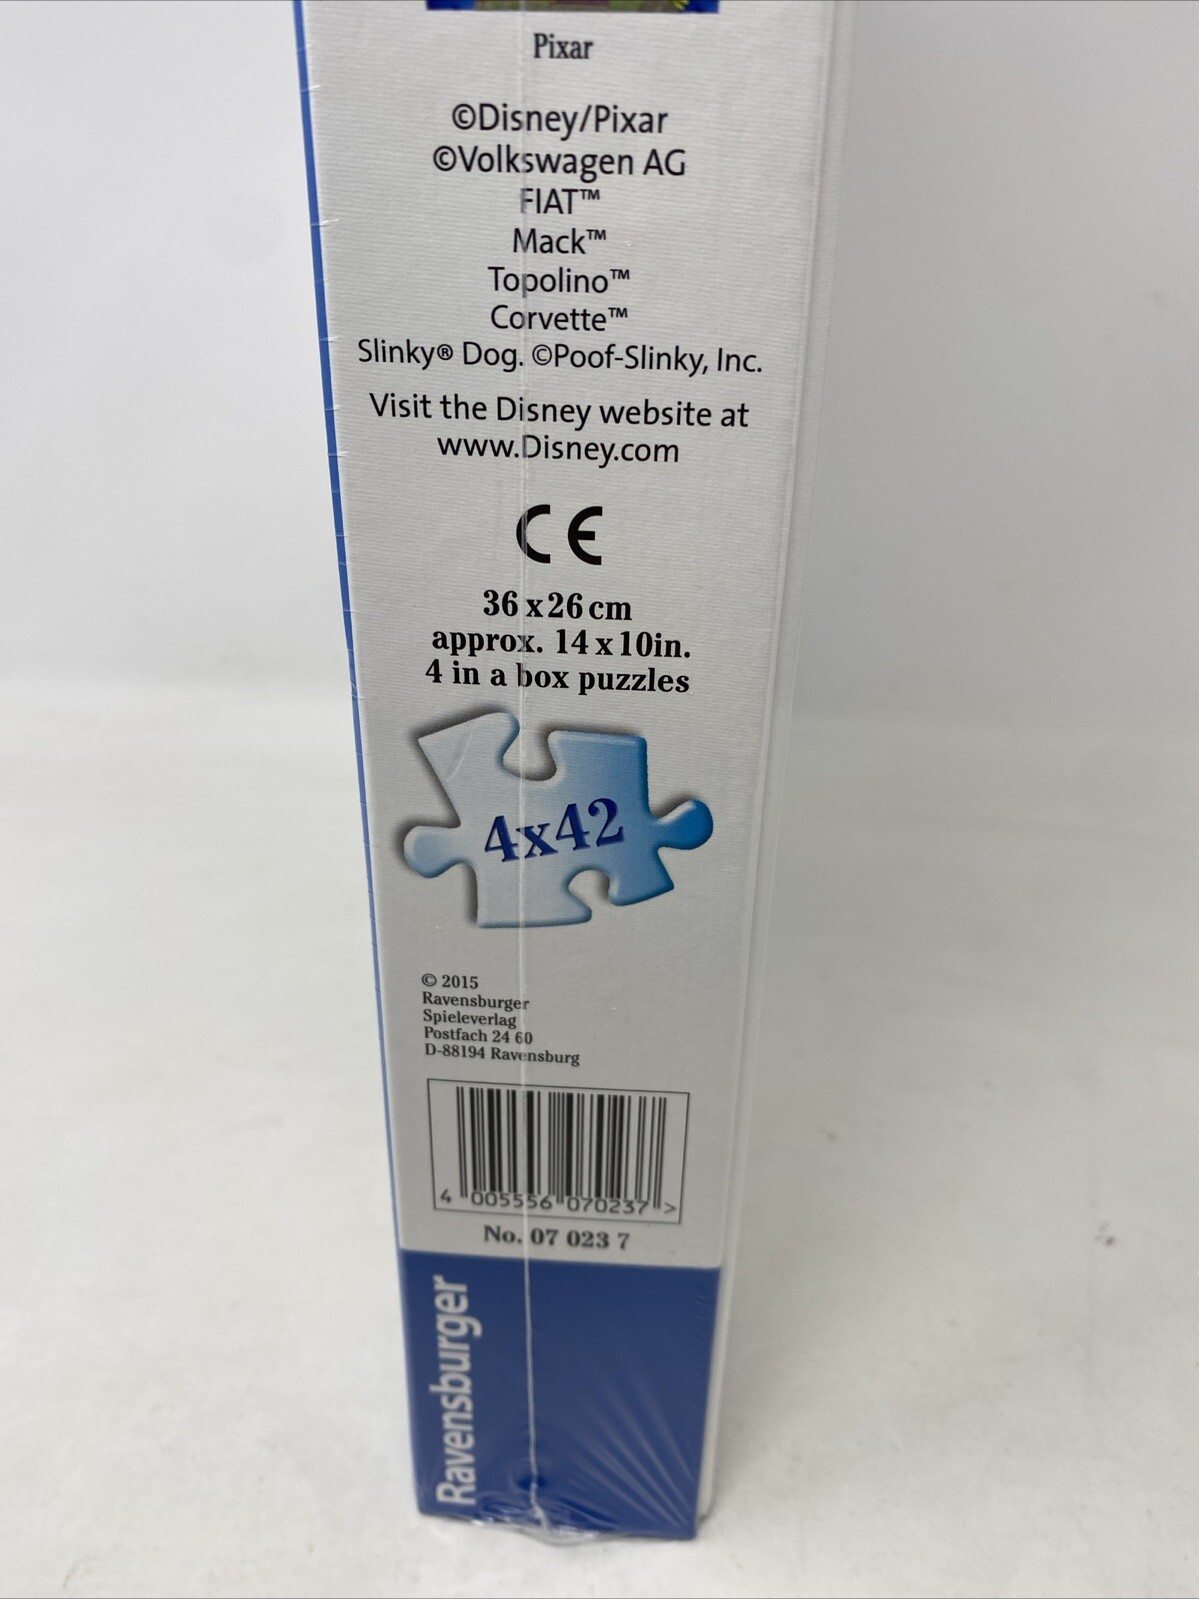 Pixar
©Disney/Pixar
©Volkswagen AG
FIAT™
Mack™
Topolino™
Corvette™
Slinky® Dog. ©Poof-Slinky, Inc.
Visit the Disney website at
www.Disney.com
CE
36 x 26 cm
approx. 14 x 10in.
4 in a box puzzles
4x42
© 2015
Ravensburger
Spieleverlag
Postfach 24 60
D-88194 Ravensburg
4 005556 070237 >
No. 07 023 7
Ravensburger